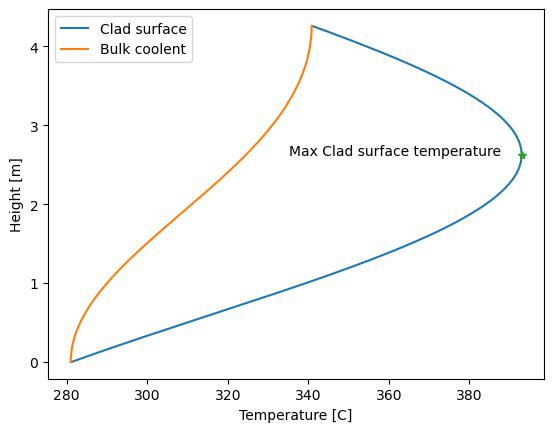 Clad surface
Bulk coolent
Max Clad surface temperature
Height [m]
4
3
2
1
0
280
300
320
340
360
380
Temperature [C]